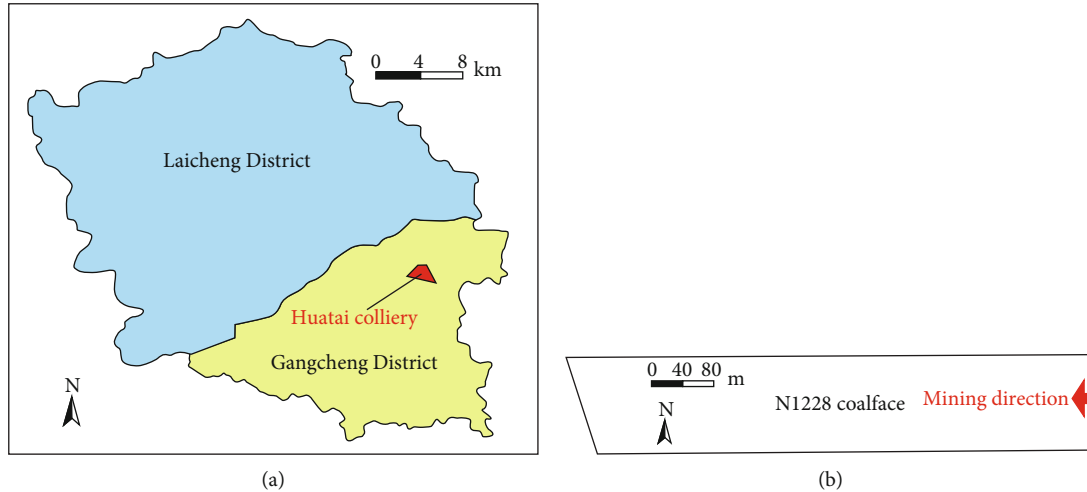 0 4 8
km
Laicheng District
Huatai colliery
Gangcheng District
N
(a)
0 40 80
m
N
N1228 coalface
Mining direction
(b)